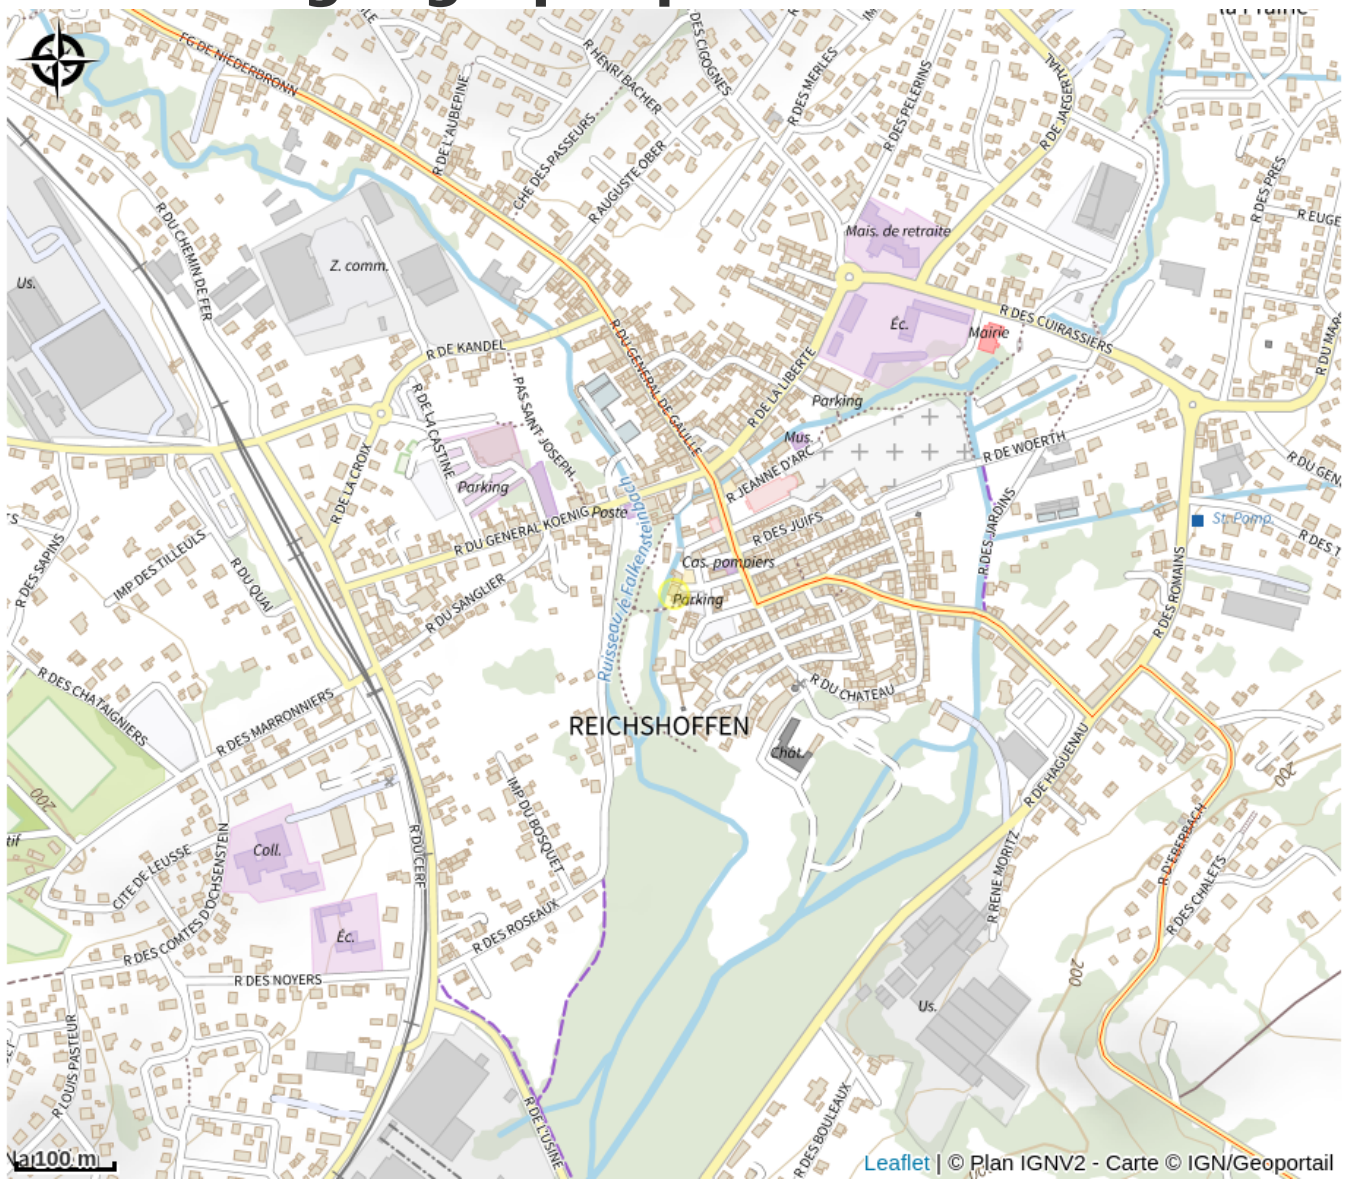 la Prairie
FG DE NIEDERBRONN
R HENRI BACHER
DES CIGOGNES
R DES MERLES
R DES PELERINS
R DE JAEGERTHAL
R DE L'AUBEPINE
CHE DES PASSEURS
R AUGUSTE OBER
R DES PRES
R EUGE
R DU CHEMIN DE FER
Mais. de retraite
Z. comm.
Us.
Éc.
Mairie
R DES CUIRASSIERS
R DU GENERAL DE GAULLE
R DE KANDEL
R DE LA LIBERTE
R DU MAR
PAS SAINT JOSEPH
R DE LA CASTINE
Parking
Mus.
R JEANNE D'ARC
R DE WOERTH
R DE LA CROIX
Parking
Poste
R DU GENERAL KOENIG
R DES JUIFS
R DES JARDINS
R DU GEN
St. Pomp.
R DES T
R DES SAPINS
IMP DES TILLEULS
R DU QUAI
R DU SANGLIER
Ruisseau le Falkensteinbach
Cas. pompiers
Parking
R DES ROMAINS
R DES CHATAIGNIERS
R DES MARRONNIERS
R DU CHATEAU
REICHSHOFFEN
Chât.
R DE HAGUENAU
200
200
IMP DU BOSQUET
tif
Coll.
CITE DE LEUSSE
R DES COMTES D'OCHSENSTEIN
R DU CERF
R D'EBERBACH
R DES CHALETS
R RENE MORITZ
Éc.
R DES ROSEAUX
R DES NOYERS
200
Us.
R LOUIS PASTEUR
R DE L'USINE
R DES BOULEAUX
100 m
Leaflet | © Plan IGNV2 - Carte © IGN/Geoportail